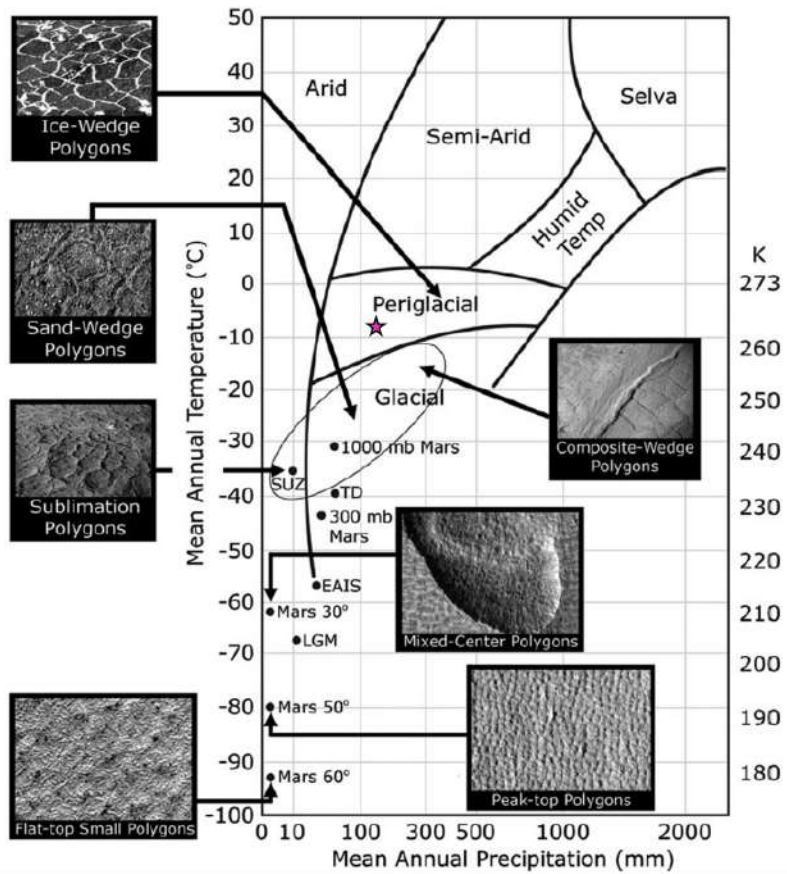 50
40
30
20
10
0
-10
-20
-30
-40
-50
-60
-70
-80
-90
-100
Mean Annual Temperature (°C)
0 10 100 300 500 1000 2000
Mean Annual Precipitation (mm)
K
273
260
250
240
230
220
210
200
190
180
Arid
Semi-Arid
Selva
Humid
Temp
Periglacial
Glacial
1000 mb Mars
SUZ
TD
300 mb
Mars
EAIS
Mars 30°
LGM
Mars 50°
Mars 60°
Ice-Wedge
Polygons
Sand-Wedge
Polygons
Sublimation
Polygons
Flat-top Small Polygons
Composite-Wedge
Polygons
Mixed-Center Polygons
Peak-top Polygons